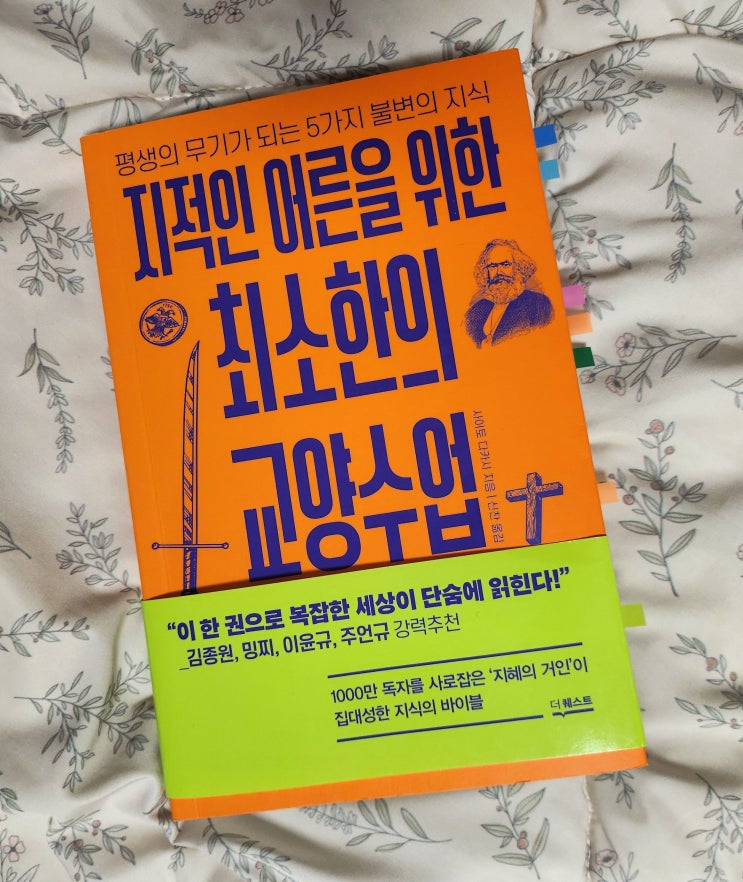 평생의 무기가 되는 5가지 불변의 지식
지적인 어른을 위한
최소한의
교양수업
사이토 다카시 지음 | 신찬 옮김
“이 한 권으로 복잡한 세상이 단숨에 읽힌다!”
_김종원, 밍찌, 이윤규, 주언규 강력추천
1000만 독자를 사로잡은 ‘지혜의 거인’이
집대성한 지식의 바이블
더 퀘스트